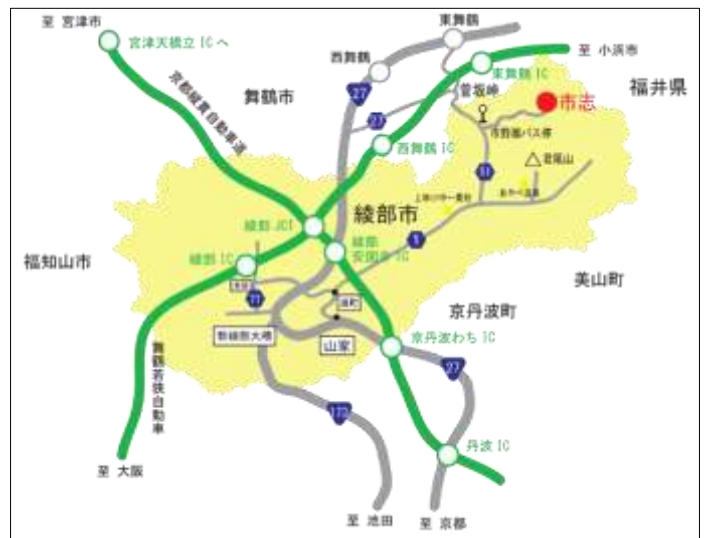 至 宮津市
宮津天橋立 IC へ
東舞鶴
西舞鶴
至 小浜市
東舞鶴 IC
福井県
舞鶴市
27
菅坂峠
市志
京都縦貫自動車道
27
西舞鶴 IC
君尾山
51
綾部市
綾部 JCT
1
綾部
安国寺 IC
綾部 IC
福知山市
美山町
71
京丹波町
新綾部大橋
山家
京丹波わち IC
舞鶴若狭自動車
27
173
丹波 IC
至 大阪
至 池田
至 京都